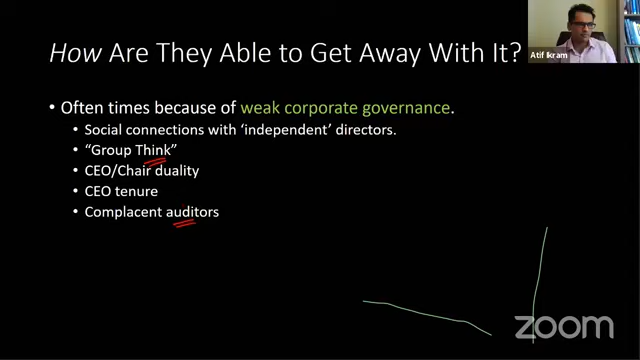 How Are They Able to Get Away With It?
Atif Ikram
• Often times because of weak corporate governance.
• Social connections with ‘independent’ directors.
• “Group Think”
• CEO/Chair duality
• CEO tenure
• Complacent auditors
zoom